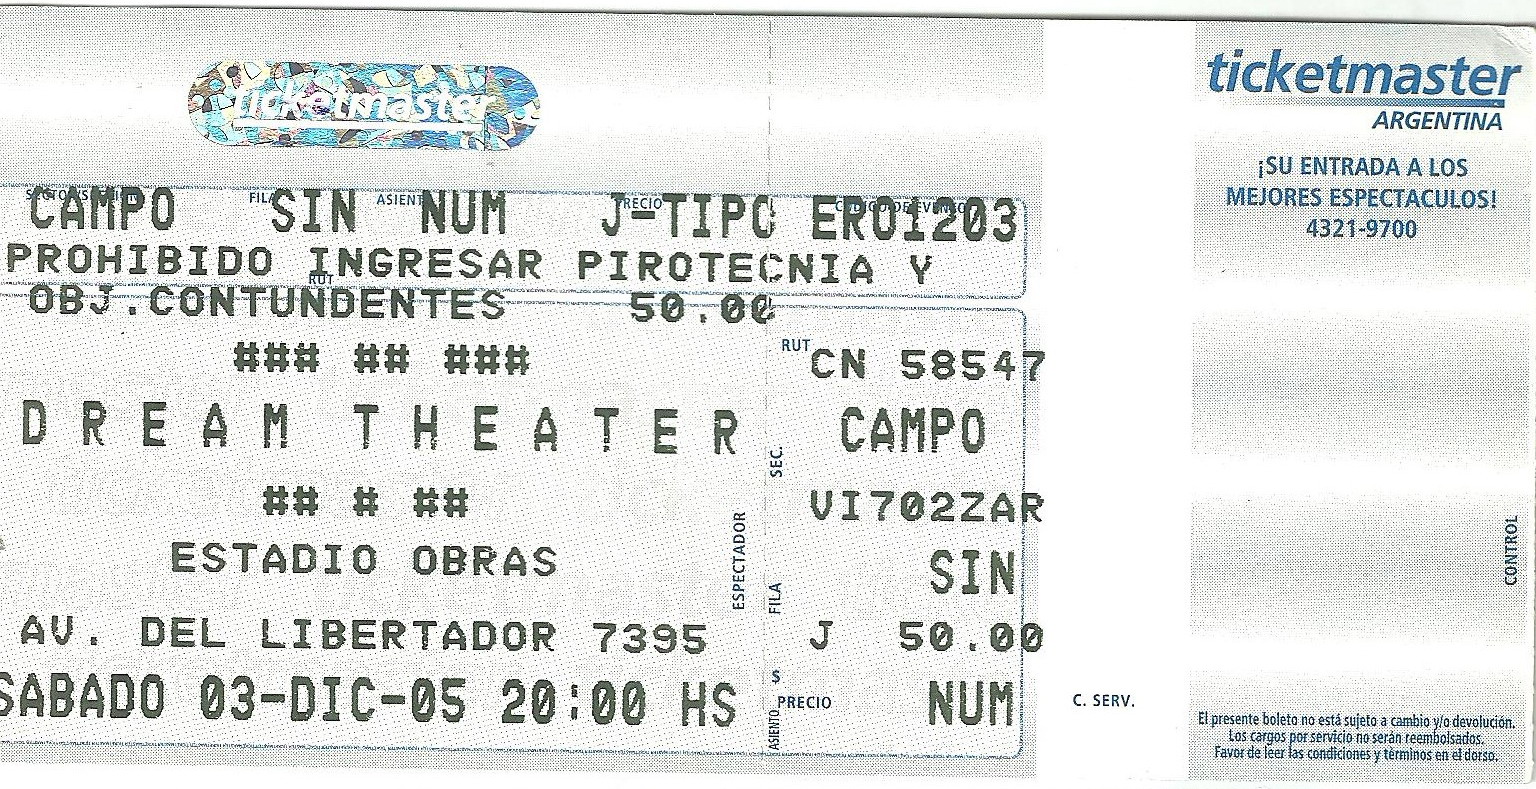 ticketmaster
ticketmaster
ARGENTINA
¡SU ENTRADA A LOS
MEJORES ESPECTACULOS!
4321-9700
FILA ASIENTO PRECIO CODIGO DE EVENTO
CAMPO SIN NUM J-TIPO ER01203
PROHIBIDO INGRESAR PIROTECNIA Y
RUT
OBJ.CONTUNDENTES 50.00
### ## ###
RUT CN 58547
DREAM THEATER
SEC. CAMPO
## # ##
VI702ZAR
ESTADIO OBRAS
ESPECTADOR
FILA SIN
CONTROL
AV. DEL LIBERTADOR 7395
J 50.00
SABADO 03-DIC-05 20:00 HS
$
PRECIO
ASIENTO NUM
C. SERV.
El presente boleto no está sujeto a cambio y/o devolución.
Los cargos por servicio no serán reembolsados.
Favor de leer las condiciones y términos en el dorso.